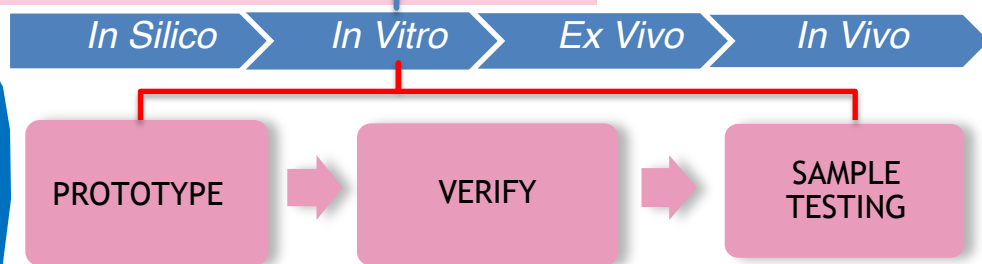 In Silico In Vitro Ex Vivo In Vivo
PROTOTYPE VERIFY SAMPLE
TESTING